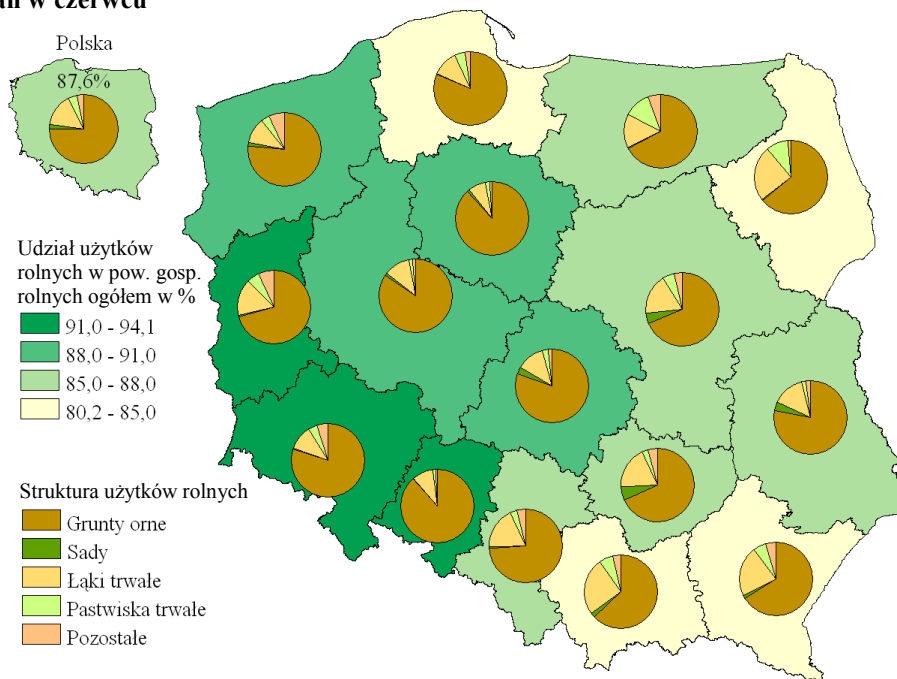 w czerwcu
Polska
87,6%
Udział użytków
rolnych w pow. gosp.
rolnych ogółem w %
91,0 - 94,1
88,0 - 91,0
85,0 - 88,0
80,2 - 85,0
Struktura użytków rolnych
Grunty orne
Sady
Łąki trwałe
Pastwiska trwałe
Pozostałe